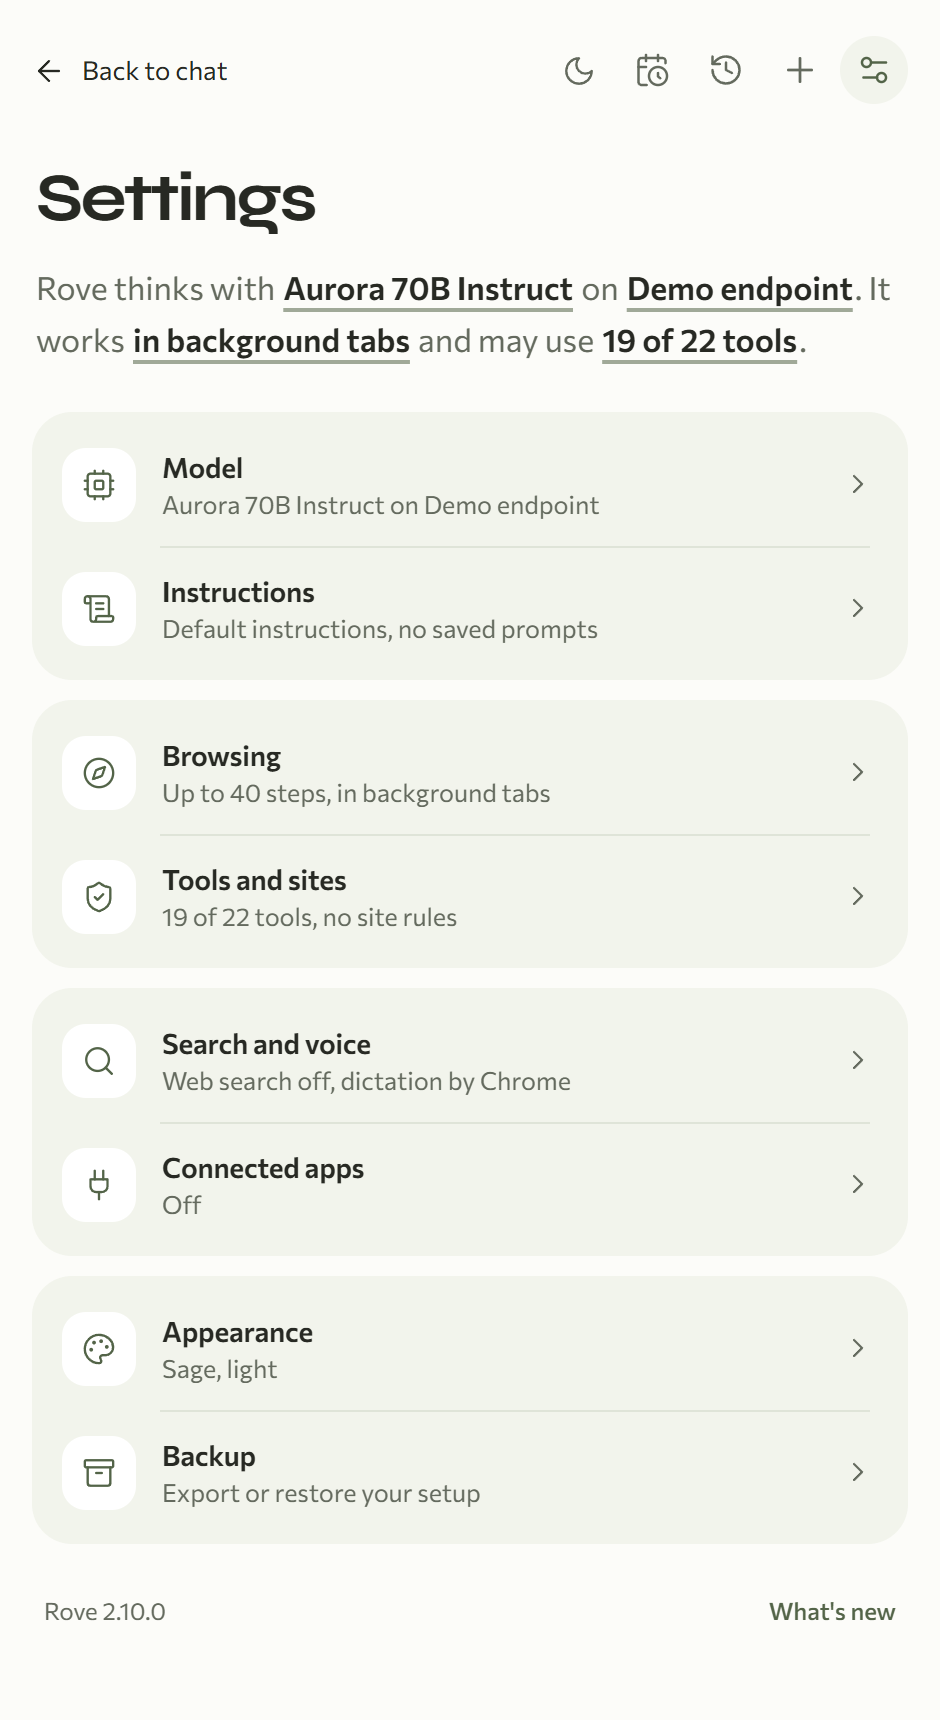 Back to chat
Settings
Rove thinks with Aurora 70B Instruct on Demo endpoint. It
works in background tabs and may use 19 of 22 tools.
Model
Aurora 70B Instruct on Demo endpoint
Instructions
Default instructions, no saved prompts
Browsing
Up to 40 steps, in background tabs
Tools and sites
19 of 22 tools, no site rules
Search and voice
Web search off, dictation by Chrome
Connected apps
Off
Appearance
Sage, light
Backup
Export or restore your setup
Rove 2.10.0
What's new